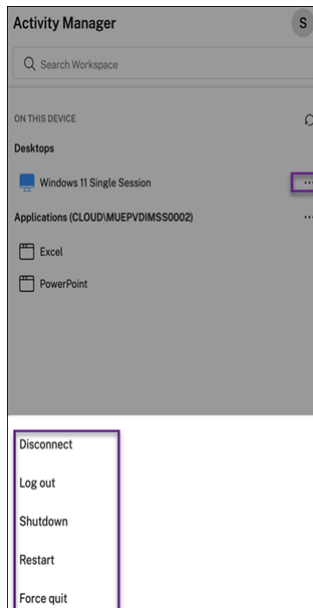 Activity Manager
S
Search Workspace
ON THIS DEVICE
Desktops
Windows 11 Single Session
...
Applications (CLOUD\MUEPVDIMSS0002)
...
Excel
PowerPoint
Disconnect
Log out
Shutdown
Restart
Force quit